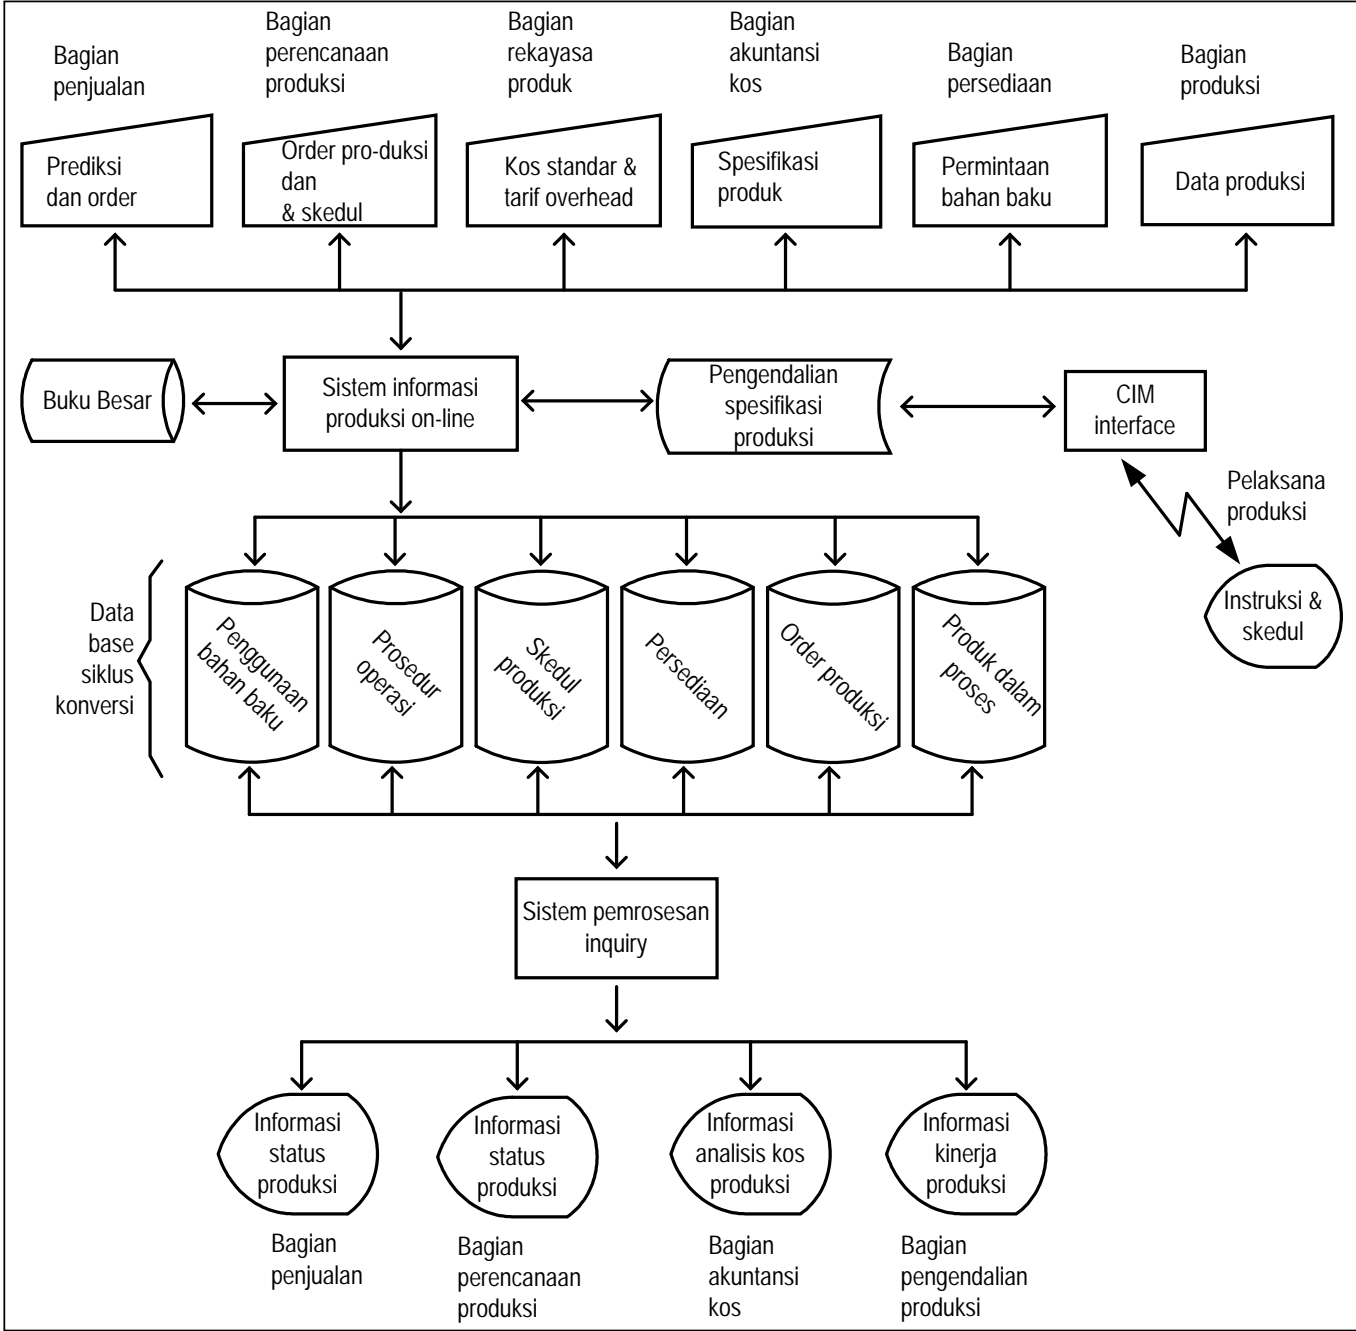 Bagian
penjualan
Bagian
perencanaan
produksi
Bagian
rekayasa
produk
Bagian
akuntansi
kos
Bagian
persediaan
Bagian
produksi
Prediksi
dan order
Order pro-duksi
dan
& skedul
Kos standar &
tarif overhead
Spesifikasi
produk
Permintaan
bahan baku
Data produksi
Buku Besar
Sistem informasi
produksi on-line
Pengendalian
spesifikasi
produksi
CIM
interface
Pelaksana
produksi
Instruksi &
skedul
Data
base
siklus
konversi
Penggunaan
bahan baku
Prosedur
operasi
Skedul
produksi
Persediaan
Order produksi
Produk dalam
proses
Sistem pemrosesan
inquiry
Informasi
status
produksi
Informasi
status
produksi
Informasi
analisis kos
produksi
Informasi
kinerja
produksi
Bagian
penjualan
Bagian
perencanaan
produksi
Bagian
akuntansi
kos
Bagian
pengendalian
produksi